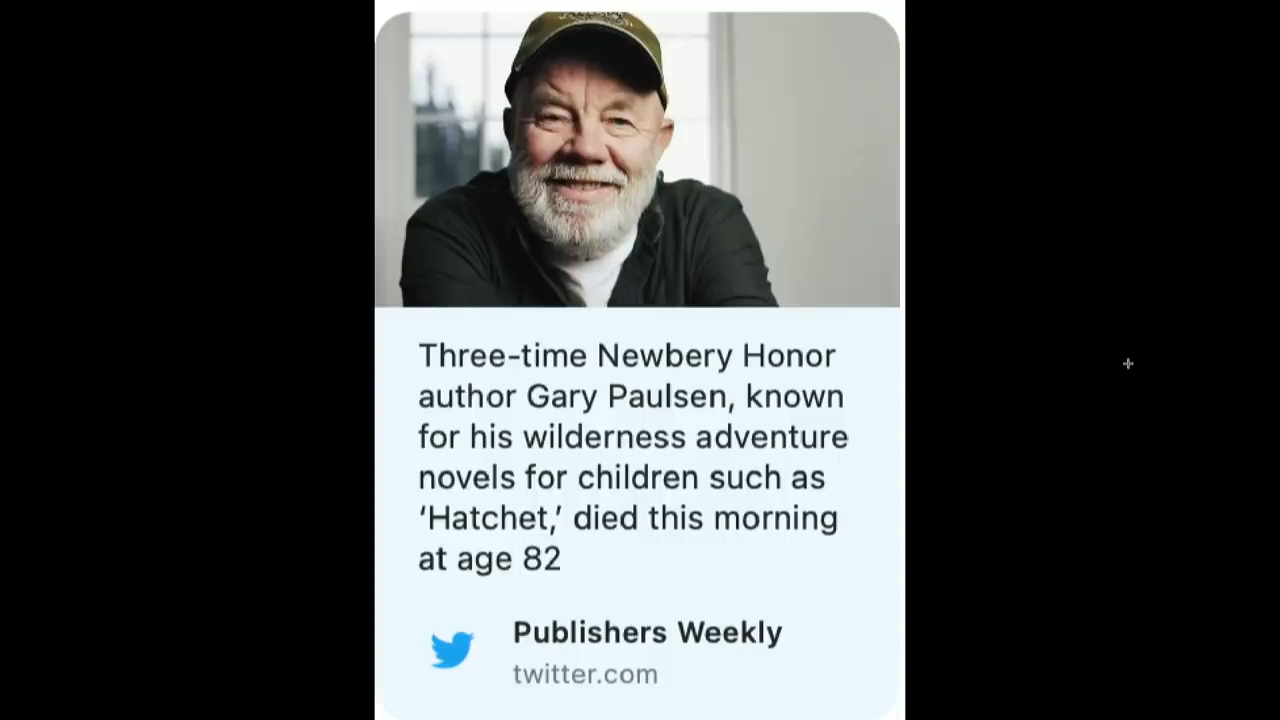 Three-time Newbery Honor
author Gary Paulsen, known
for his wilderness adventure
novels for children such as
‘Hatchet,’ died this morning
at age 82
Publishers Weekly
twitter.com